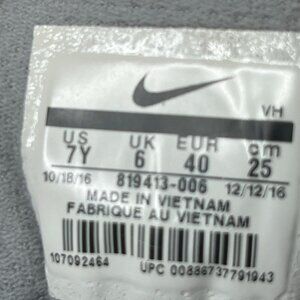 VH
US UK EUR cm
7Y 6 40 25
10/18/16 819413-006 12/12/16
MADE IN VIETNAM
FABRIQUE AU VIETNAM
107092464
UPC 00888737791943